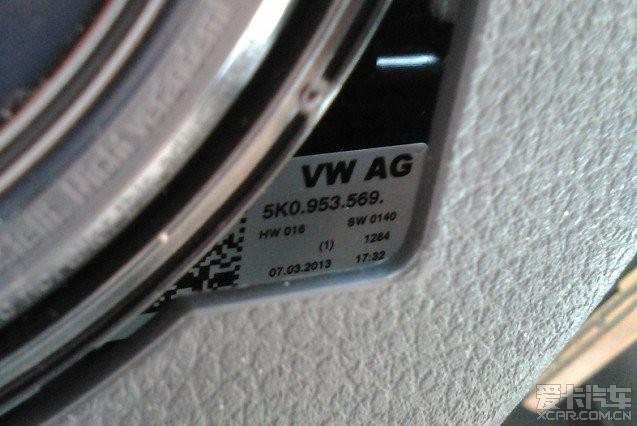 VW AG
5K0.953.569.
HW 016 SW 0140
(1) 1284
07.03.2013 17:32
爱卡汽车
XCAR.COM.CN